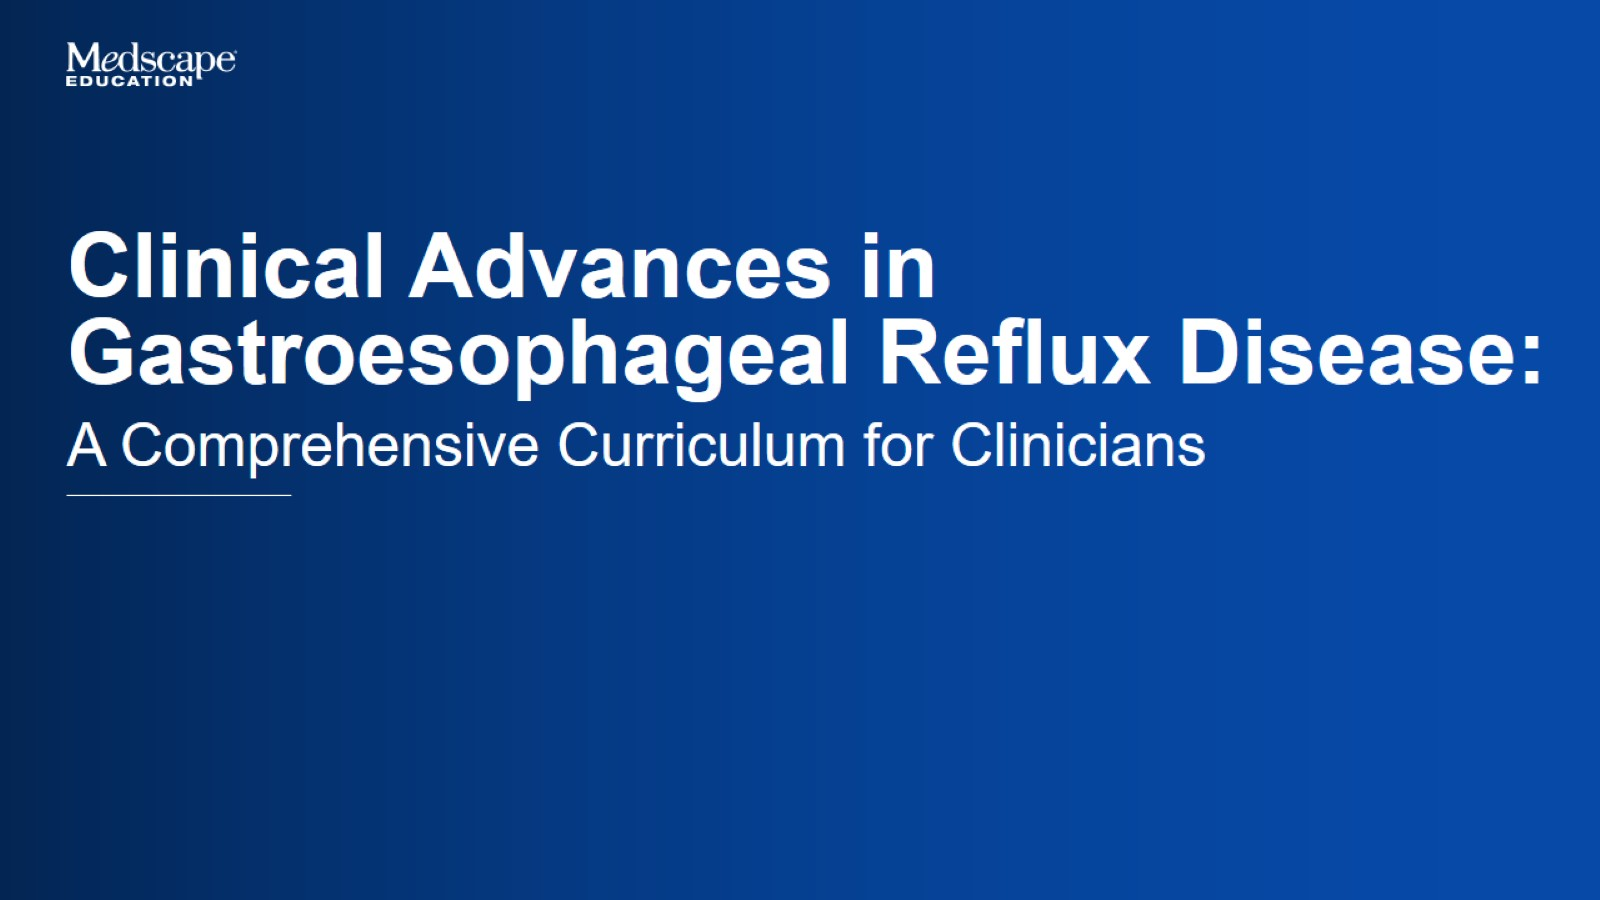 Medscape
EDUCATION
Clinical Advances in
Gastroesophageal Reflux Disease:
A Comprehensive Curriculum for Clinicians